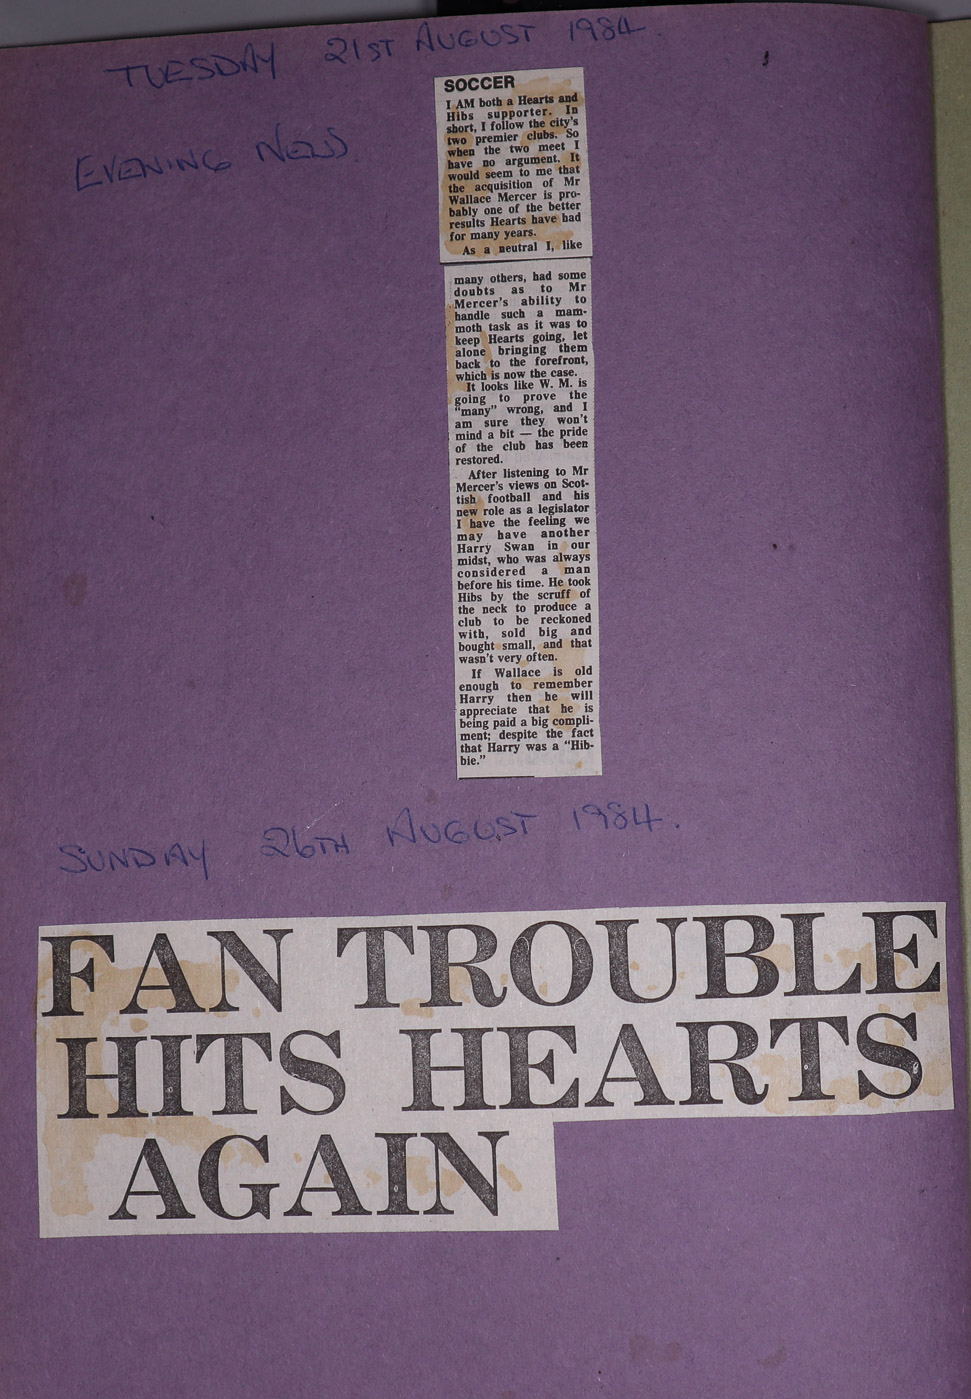 TUESDAY 21ST AUGUST 1984.
EVENING NEWS.
SOCCER
I AM both a Hearts and
Hibs supporter. In
short, I follow the city's
two premier clubs. So
when the two meet I
have no argument. It
would seem to me that
the acquisition of Mr
Wallace Mercer is pro-
bably one of the better
results Hearts have had
for many years.
As a neutral I, like
many others, had some
doubts as to Mr
Mercer's ability to
handle such a mam-
moth task as it was to
keep Hearts going, let
alone bringing them
back to the forefront,
which is now the case.
It looks like W. M. is
going to prove the
"many" wrong, and I
am sure they won't
mind a bit — the pride
of the club has been
restored.
After listening to Mr
Mercer's views on Scot-
tish football and his
new role as a legislator
I have the feeling we
may have another
Harry Swan in our
midst, who was always
considered a man
before his time. He took
Hibs by the scruff of
the neck to produce a
club to be reckoned
with, sold big and
bought small, and that
wasn't very often.
If Wallace is old
enough to remember
Harry then he will
appreciate that he is
being paid a big compli-
ment; despite the fact
that Harry was a "Hib-
bie."
SUNDAY 26TH AUGUST 1984.
FAN TROUBLE
HITS HEARTS
AGAIN